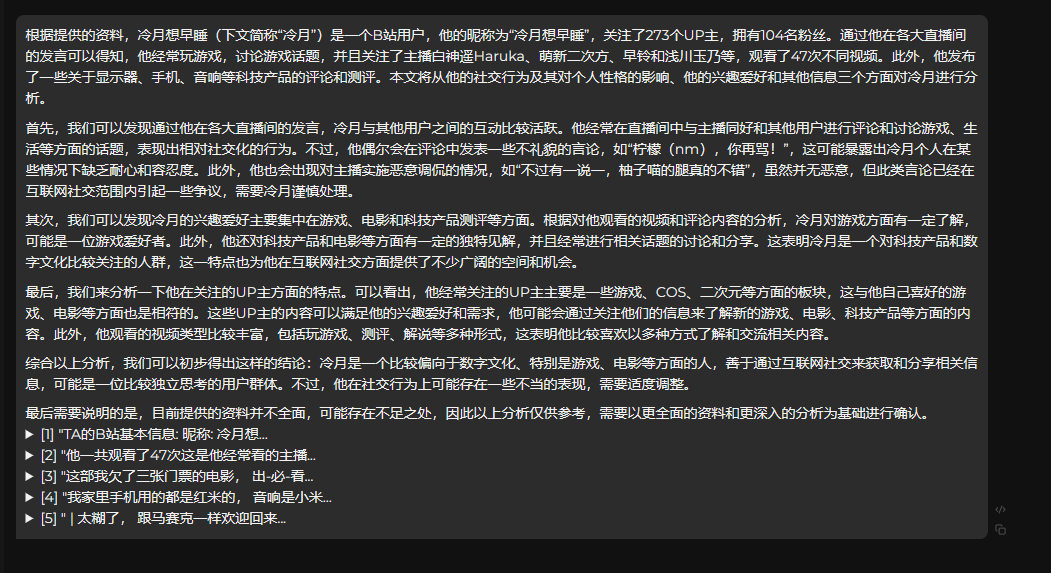 根据提供的资料，冷月想早睡（下文简称“冷月”）是一个B站用户，他的昵称为“冷月想早睡”，关注了273个UP主，拥有104名粉丝。通过他在各大直播间
的发言可以得知，他经常玩游戏，讨论游戏话题，并且关注了主播白神遥Haruka、萌新二次方、早铃和浅川玉乃等，观看了47次不同视频。此外，他发布
了一些关于显示器、手机、音响等科技产品的评论和测评。本文将从他的社交行为及其对个人性格的影响、他的兴趣爱好和其他信息三个方面对冷月进行分
析。
首先，我们可以发现通过他在各大直播间的发言，冷月与其他用户之间的互动比较活跃。他经常在直播间中与主播同好和其他用户进行评论和讨论游戏、生
活等方面的话题，表现出相对社交化的行为。不过，他偶尔会在评论中发表一些不礼貌的言论，如“柠檬（nm），你再骂！”，这可能暴露出冷月个人在某
些情况下缺乏耐心和容忍度。此外，他也会出现对主播实施恶意调侃的情况，如“不过有一说一，柚子喵的腿真的不错”，虽然并无恶意，但此类言论已经在
互联网社交范围内引起一些争议，需要冷月谨慎处理。
其次，我们可以发现冷月的兴趣爱好主要集中在游戏、电影和科技产品测评等方面。根据对他观看的视频和评论内容的分析，冷月对游戏方面有一定了解，
可能是一位游戏爱好者。此外，他还对科技产品和电影等方面有一定的独特见解，并且经常进行相关话题的讨论和分享。这表明冷月是一个对科技产品和数
字文化比较关注的人群，这一特点也为他在互联网社交方面提供了不少广阔的空间和机会。
最后，我们来分析一下他在关注的UP主方面的特点。可以看出，他经常关注的UP主主要是一些游戏、COS、二次元等方面的板块，这与他自己喜好的游
戏、电影等方面也是相符的。这些UP主的内容可以满足他的兴趣爱好和需求，他可能会通过关注他们的信息来了解新的游戏、电影、科技产品等方面的内
容。此外，他观看的视频类型比较丰富，包括玩游戏、测评、解说等多种形式，这表明他比较喜欢以多种方式了解和交流相关内容。
综合以上分析，我们可以初步得出这样的结论：冷月是一个比较偏向于数字文化、特别是游戏、电影等方面的人，善于通过互联网社交来获取和分享相关信
息，可能是一位比较独立思考的用户群体。不过，他在社交行为上可能存在一些不当的表现，需要适度调整。
最后需要说明的是，目前提供的资料并不全面，可能存在不足之处，因此以上分析仅供参考，需要以更全面的资料和更深入的分析为基础进行确认。
▶ [1] "TA的B站基本信息: 昵称: 冷月想...
▶ [2] "他一共观看了47次这是他经常看的主播...
▶ [3] "这部我欠了三张门票的电影， 出-必-看...
▶ [4] "我家里手机用的都是红米的， 音响是小米...
▶ [5] " | 太糊了， 跟马赛克一样欢迎回来...